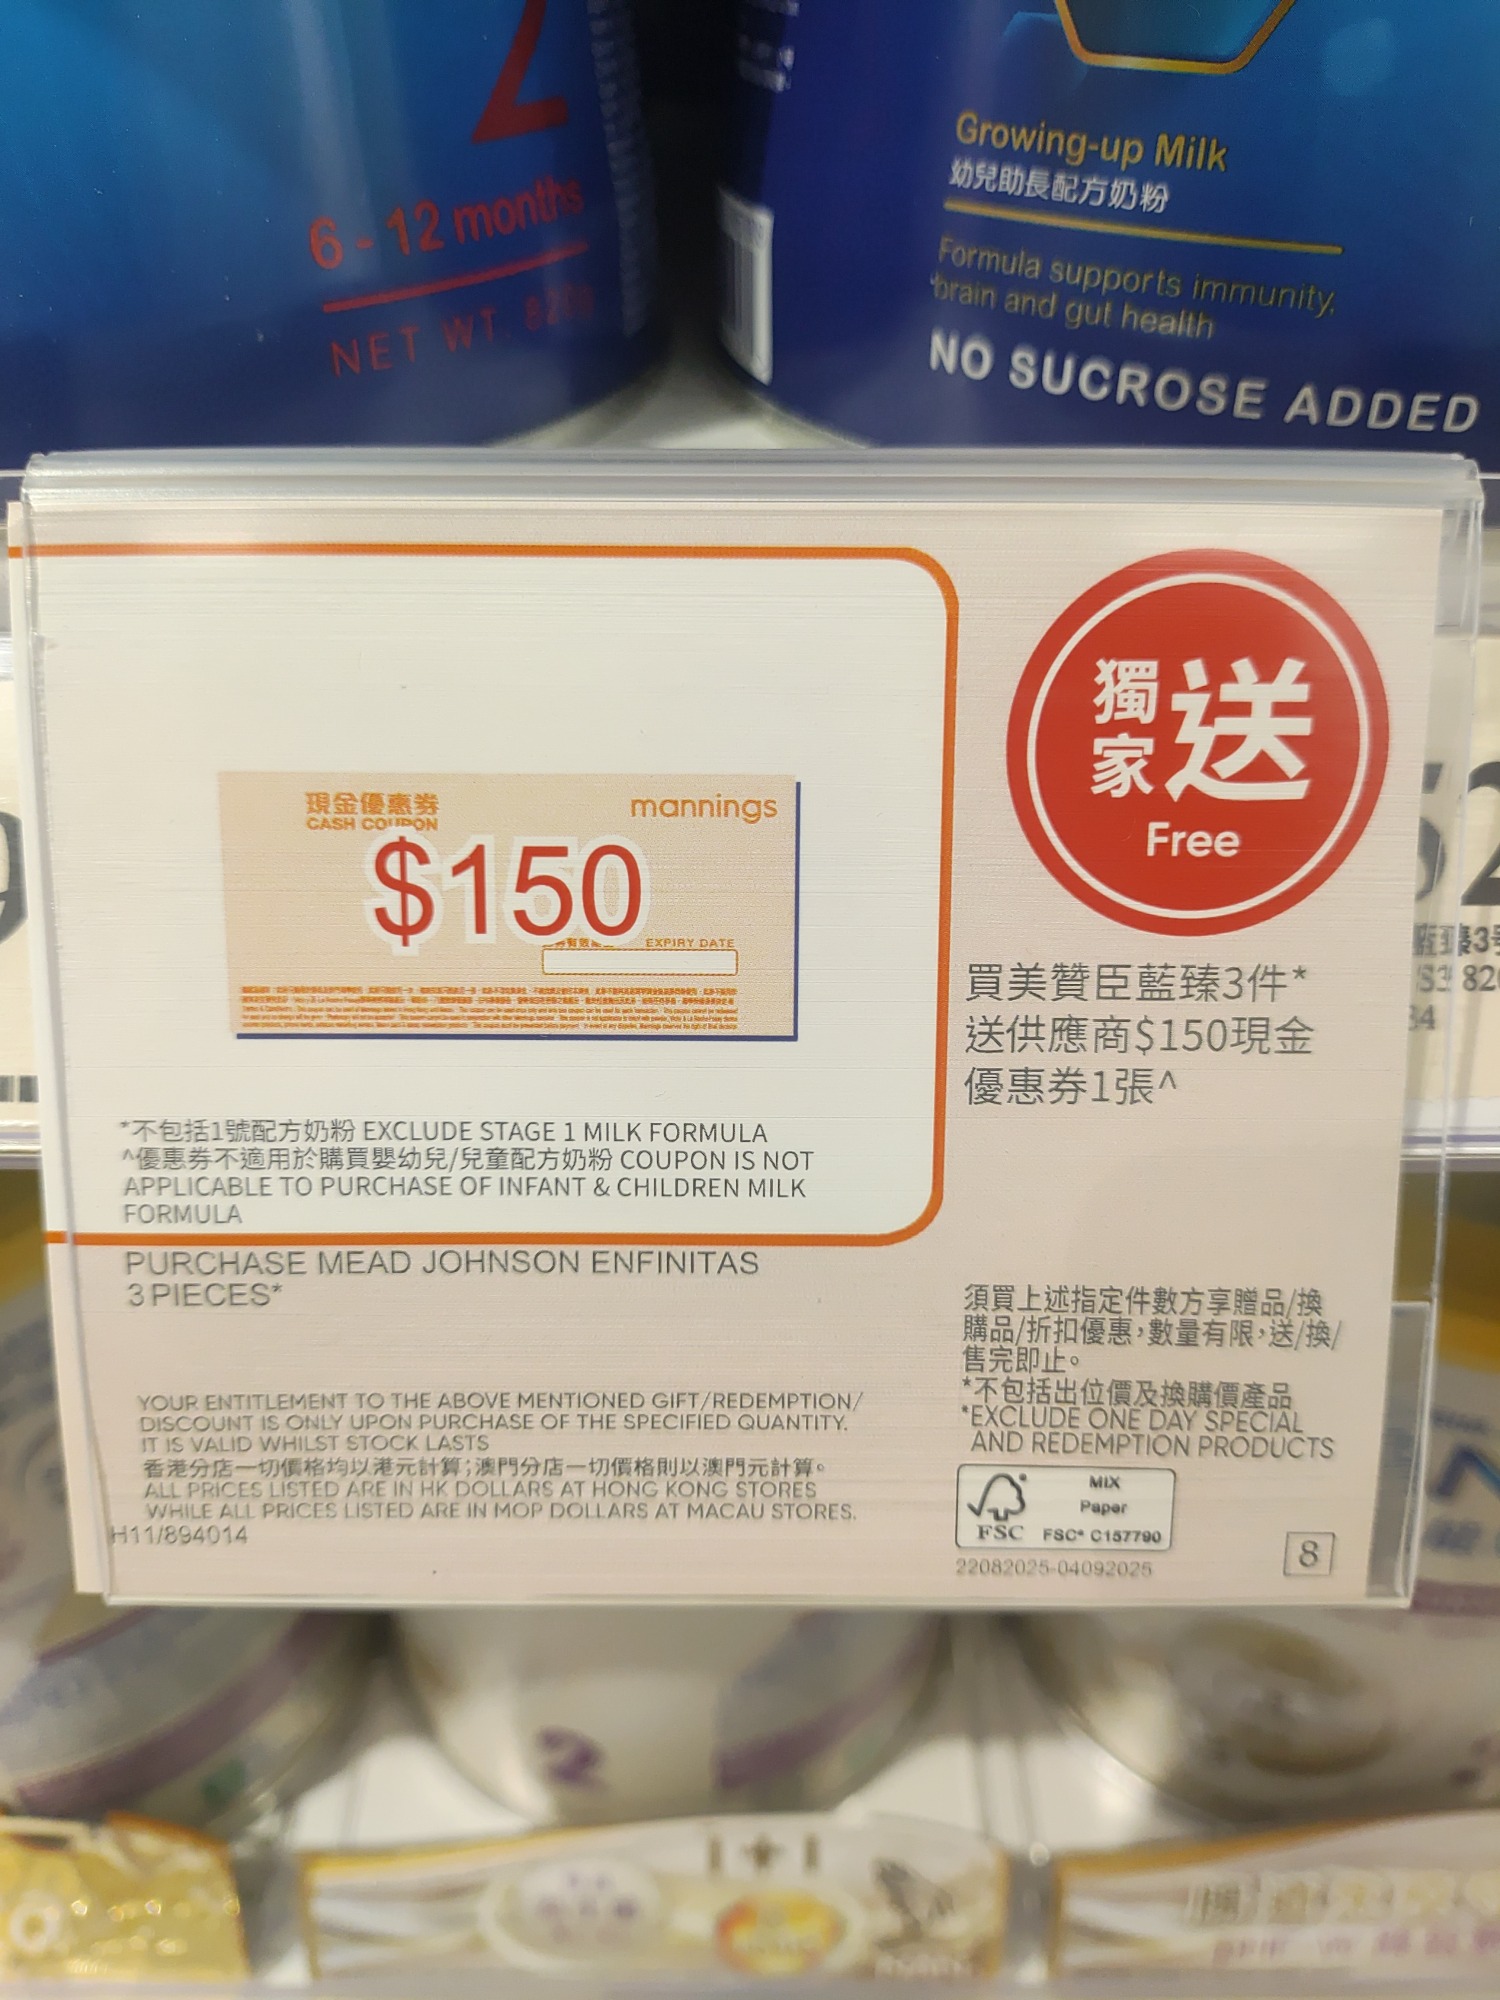 2
6 - 12 months
NET WT. 820g
Growing-up Milk
幼兒助長配方奶粉
Formula supports immunity,
brain and gut health
NO SUCROSE ADDED
獨家送
Free
現金優惠券
CASH COUPON
mannings
$150
EXPIRY DATE
買美贊臣藍臻3件*
送供應商$150現金
優惠券1張^
*不包括1號配方奶粉 EXCLUDE STAGE 1 MILK FORMULA
^優惠券不適用於購買嬰幼兒/兒童配方奶粉 COUPON IS NOT
APPLICABLE TO PURCHASE OF INFANT & CHILDREN MILK
FORMULA
PURCHASE MEAD JOHNSON ENFINITAS
3 PIECES*
須買上述指定件數方享贈品/換
購品/折扣優惠，數量有限，送/換/
售完即止。
*不包括出位價及換購價產品
*EXCLUDE ONE DAY SPECIAL
AND REDEMPTION PRODUCTS
YOUR ENTITLEMENT TO THE ABOVE MENTIONED GIFT/REDEMPTION/
DISCOUNT IS ONLY UPON PURCHASE OF THE SPECIFIED QUANTITY.
IT IS VALID WHILST STOCK LASTS
香港分店一切價格均以港元計算；澳門分店一切價格則以澳門元計算。
ALL PRICES LISTED ARE IN HK DOLLARS AT HONG KONG STORES
WHILE ALL PRICES LISTED ARE IN MOP DOLLARS AT MACAU STORES.
H11/894014
FSC
MIX
Paper
FSC® C157790
22082025-04092025
8
2